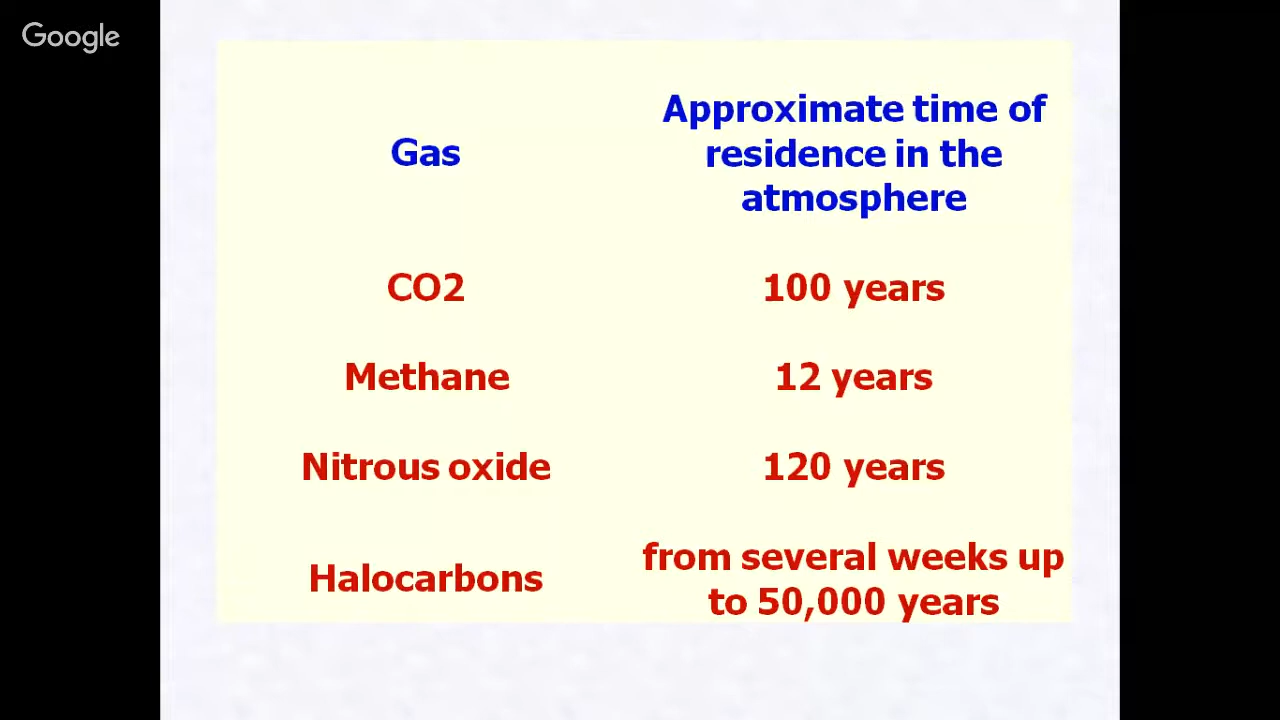 Google
Gas
Approximate time of
residence in the
atmosphere
CO2
100 years
Methane
12 years
Nitrous oxide
120 years
Halocarbons
from several weeks up
to 50,000 years